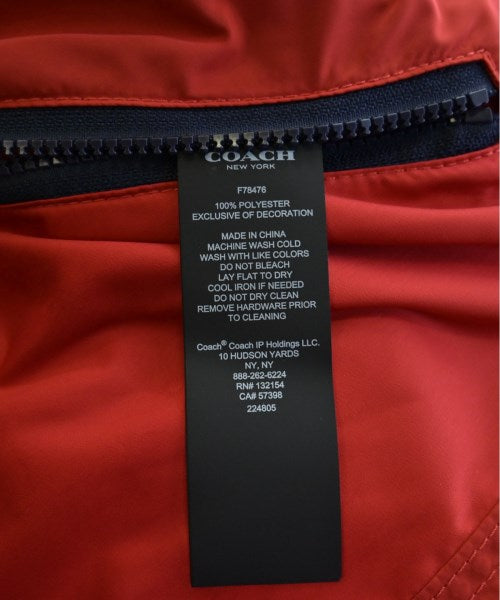 COACH
NEW YORK
F78476
100% POLYESTER
EXCLUSIVE OF DECORATION
MADE IN CHINA
MACHINE WASH COLD
WASH WITH LIKE COLORS
DO NOT BLEACH
LAY FLAT TO DRY
COOL IRON IF NEEDED
DO NOT DRY CLEAN
REMOVE HARDWARE PRIOR
TO CLEANING
Coach® Coach IP Holdings LLC.
10 HUDSON YARDS
NY, NY
888-262-6224
RN# 132154
CA# 57398
224805